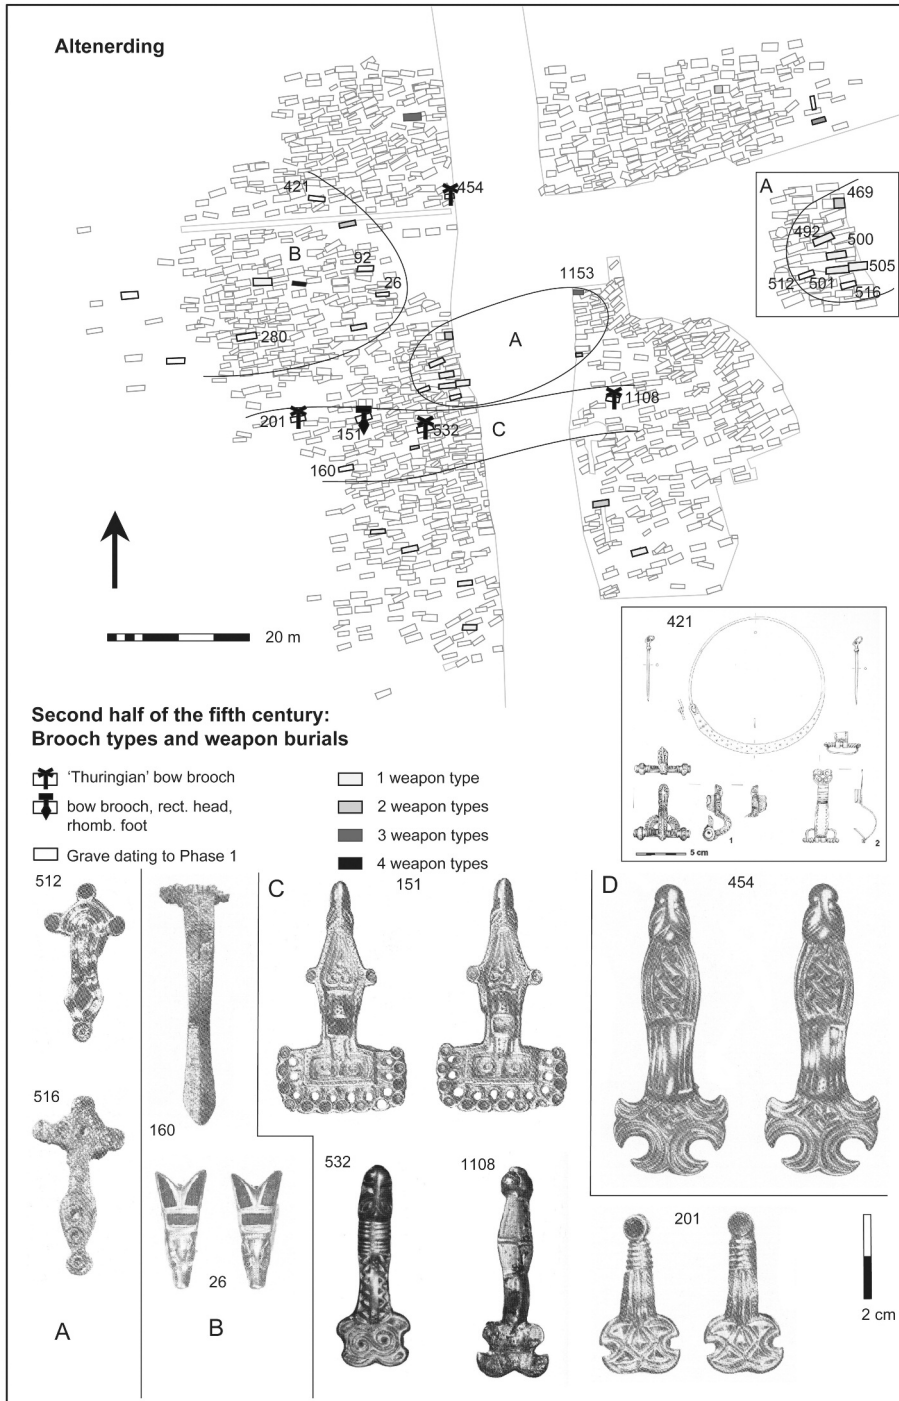 Altenerding
421
454
A
469
492
500
505
512
501
516
B
92
26
1153
280
A
201
151
532
1108
C
160
20 m
421
1
2
5 cm
Second half of the fifth century:
Brooch types and weapon burials
'Thuringian' bow brooch
bow brooch, rect. head,
rhomb. foot
Grave dating to Phase 1
1 weapon type
2 weapon types
3 weapon types
4 weapon types
512
516
A
160
26
B
C
151
D
454
532
1108
201
2 cm